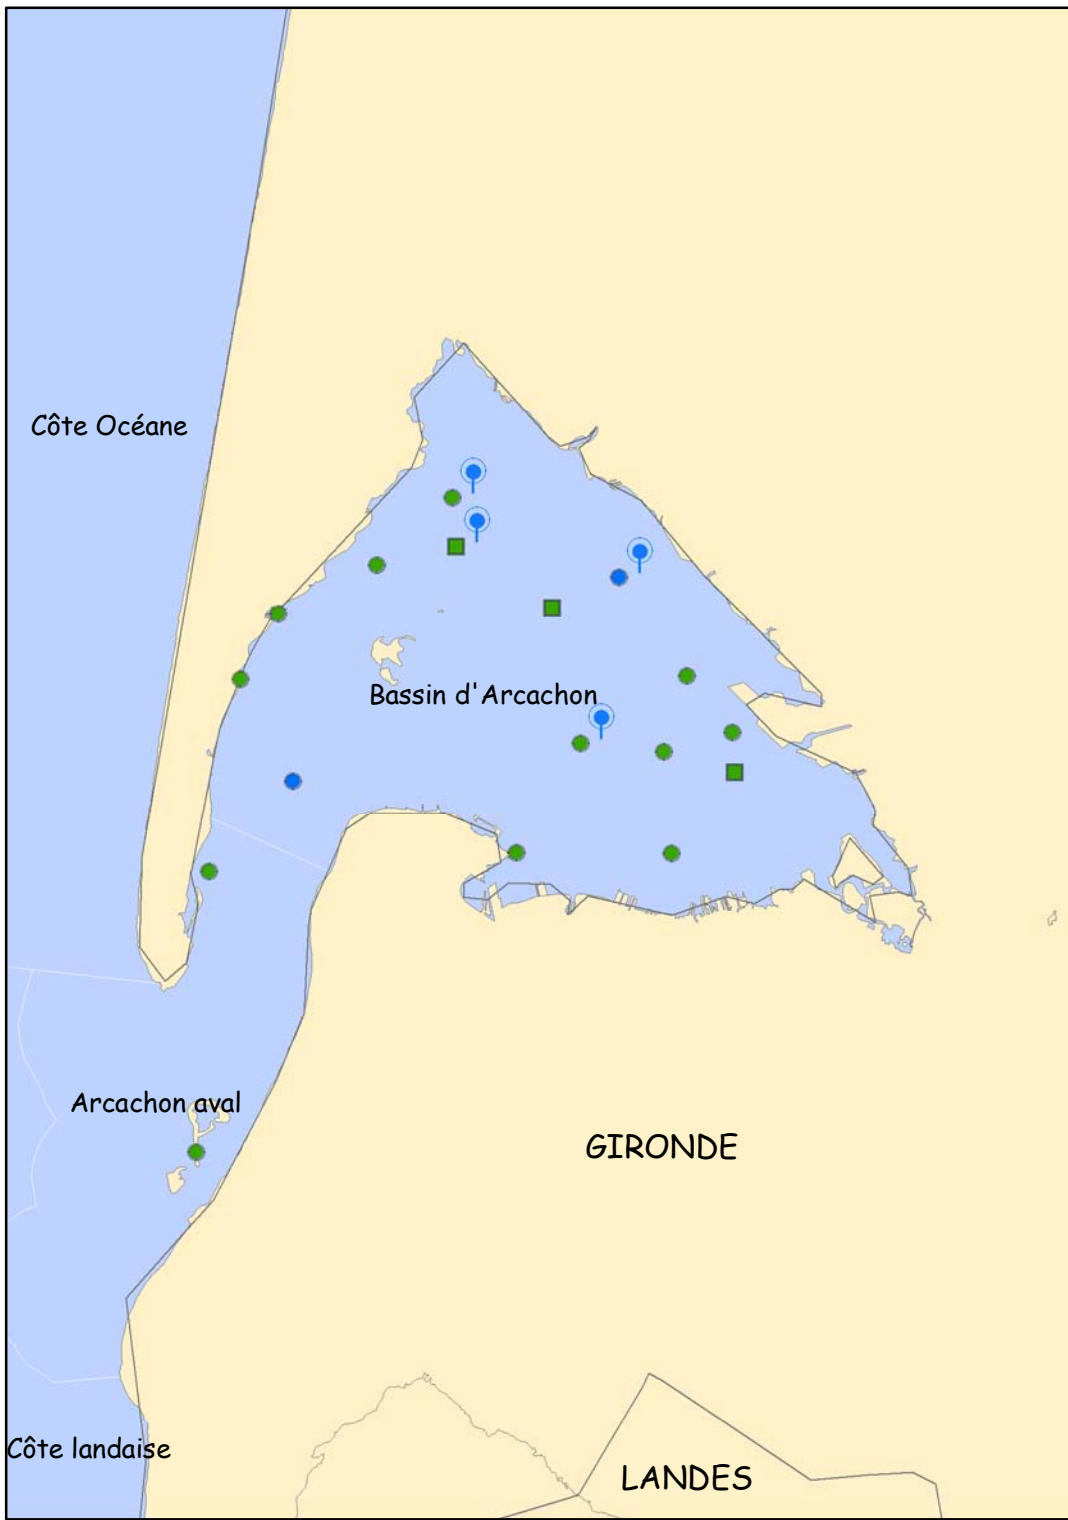 Côte Océane
Bassin d'Arcachon
Arcachon aval
GIRONDE
Côte landaise
LANDES